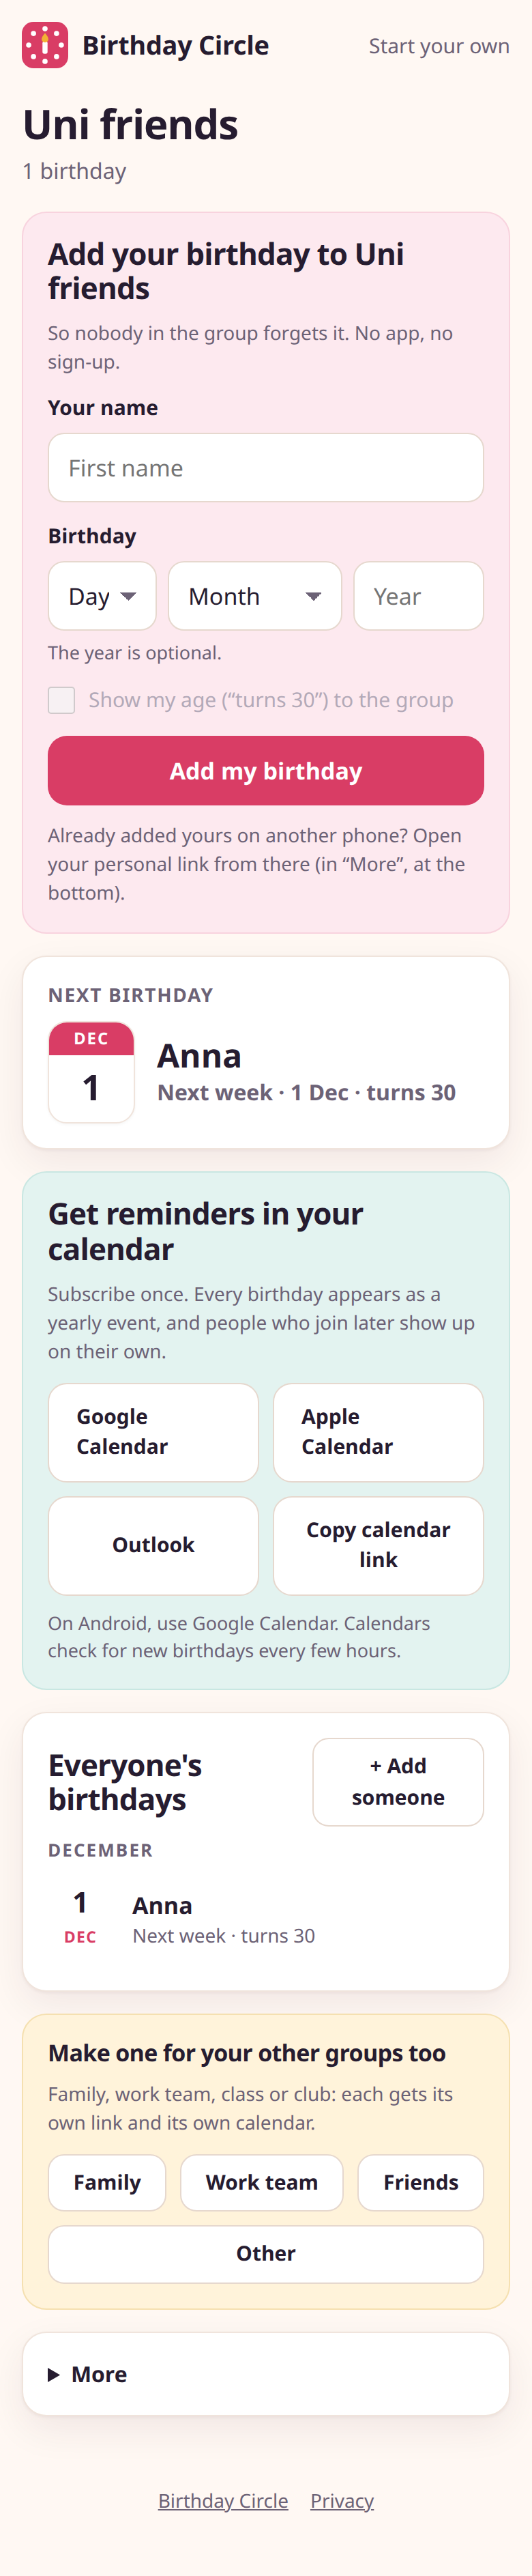 Birthday Circle
Start your own
Uni friends
1 birthday
Add your birthday to Uni
friends
So nobody in the group forgets it. No app, no
sign-up.
Your name
First name
Birthday
Day
Month
Year
The year is optional.
Show my age (“turns 30”) to the group
Add my birthday
Already added yours on another phone? Open
your personal link from there (in “More”, at the
bottom).
NEXT BIRTHDAY
DEC
1
Anna
Next week · 1 Dec · turns 30
Get reminders in your
calendar
Subscribe once. Every birthday appears as a
yearly event, and people who join later show up
on their own.
Google
Calendar
Apple
Calendar
Outlook
Copy calendar
link
On Android, use Google Calendar. Calendars
check for new birthdays every few hours.
Everyone's
birthdays
+ Add
someone
DECEMBER
1
DEC
Anna
Next week · turns 30
Make one for your other groups too
Family, work team, class or club: each gets its
own link and its own calendar.
Family
Work team
Friends
Other
More
Birthday Circle
Privacy